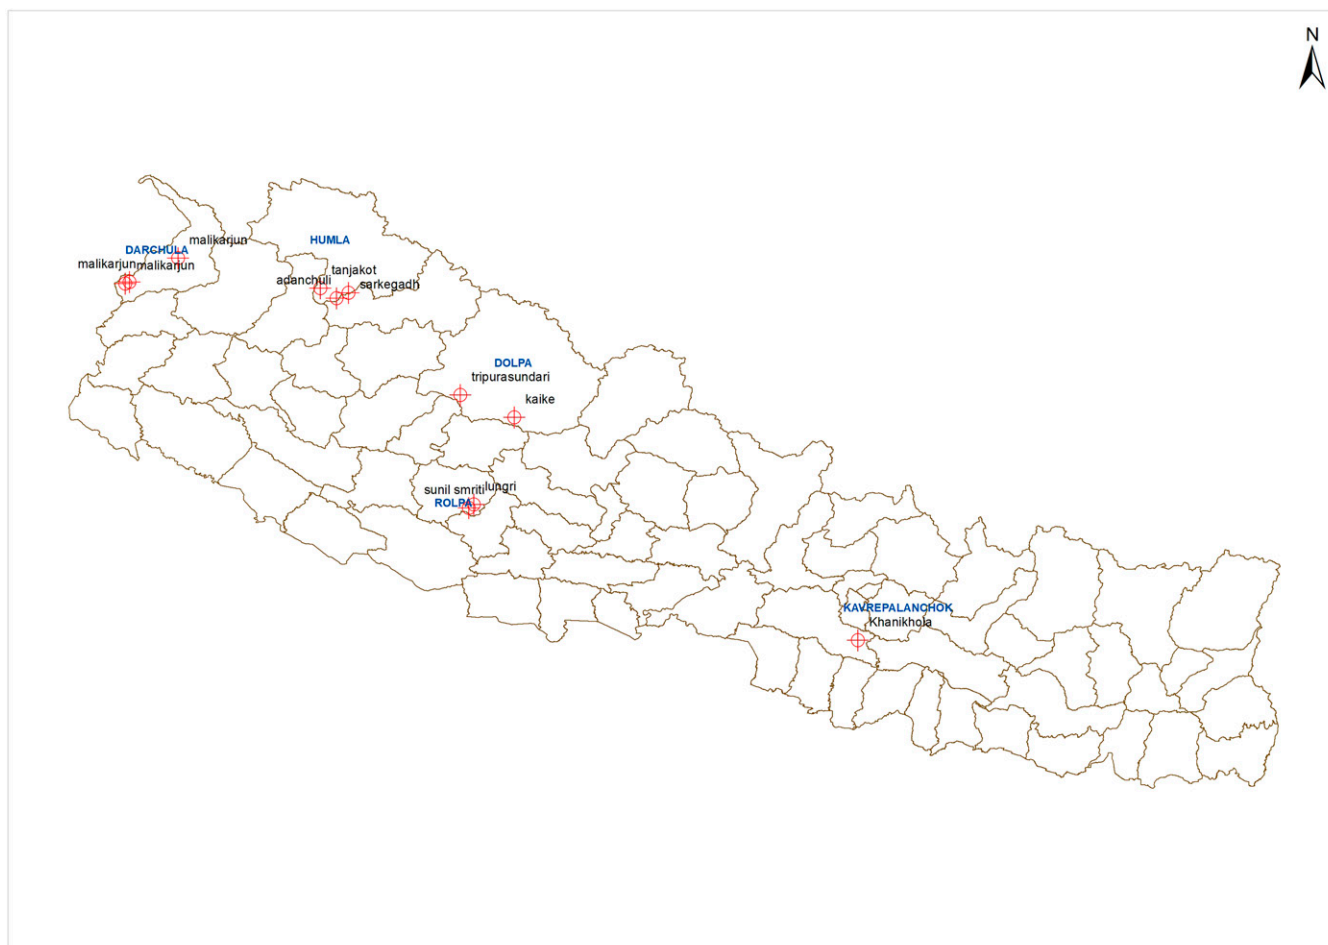 N
malikarjun
DARCHULA
HUMLA
malikarjun
malikarjun
tanjakot
adanchuli
sarkegadh
DOLPA
tripurasundari
kaike
sunil smriti
lungri
ROLPA
KAVREPALANCHOK
Khanikhola